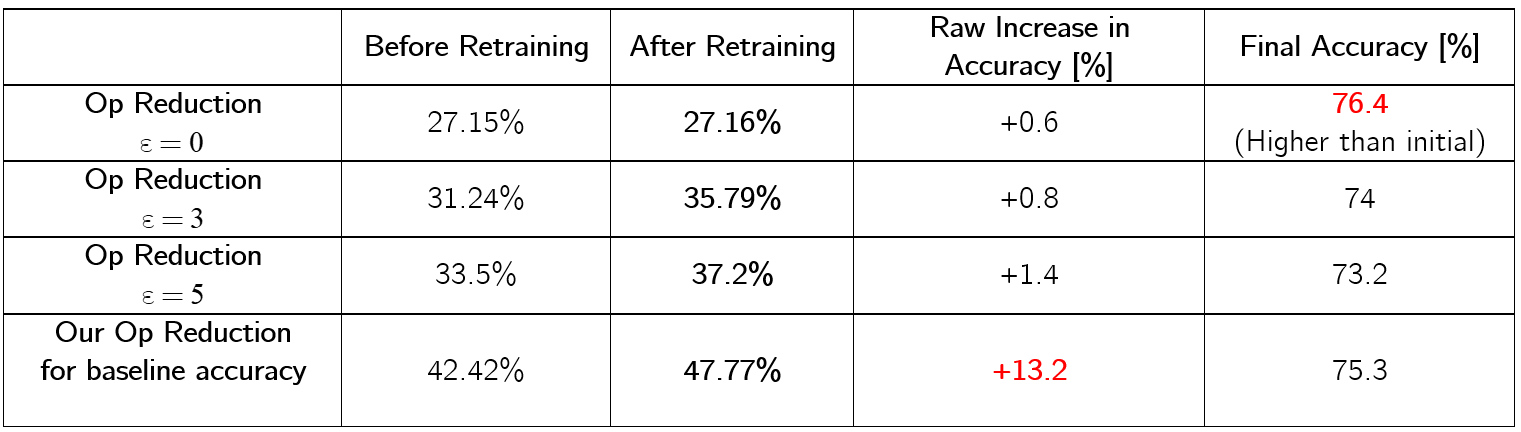 Before Retraining After Retraining Raw Increase in Accuracy [%] Final Accuracy [%]
Op Reduction
ε = 0
27.15% 27.16% +0.6 76.4
(Higher than initial)
Op Reduction
ε = 3
31.24% 35.79% +0.8 74
Op Reduction
ε = 5
33.5% 37.2% +1.4 73.2
Our Op Reduction
for baseline accuracy
42.42% 47.77% +13.2 75.3